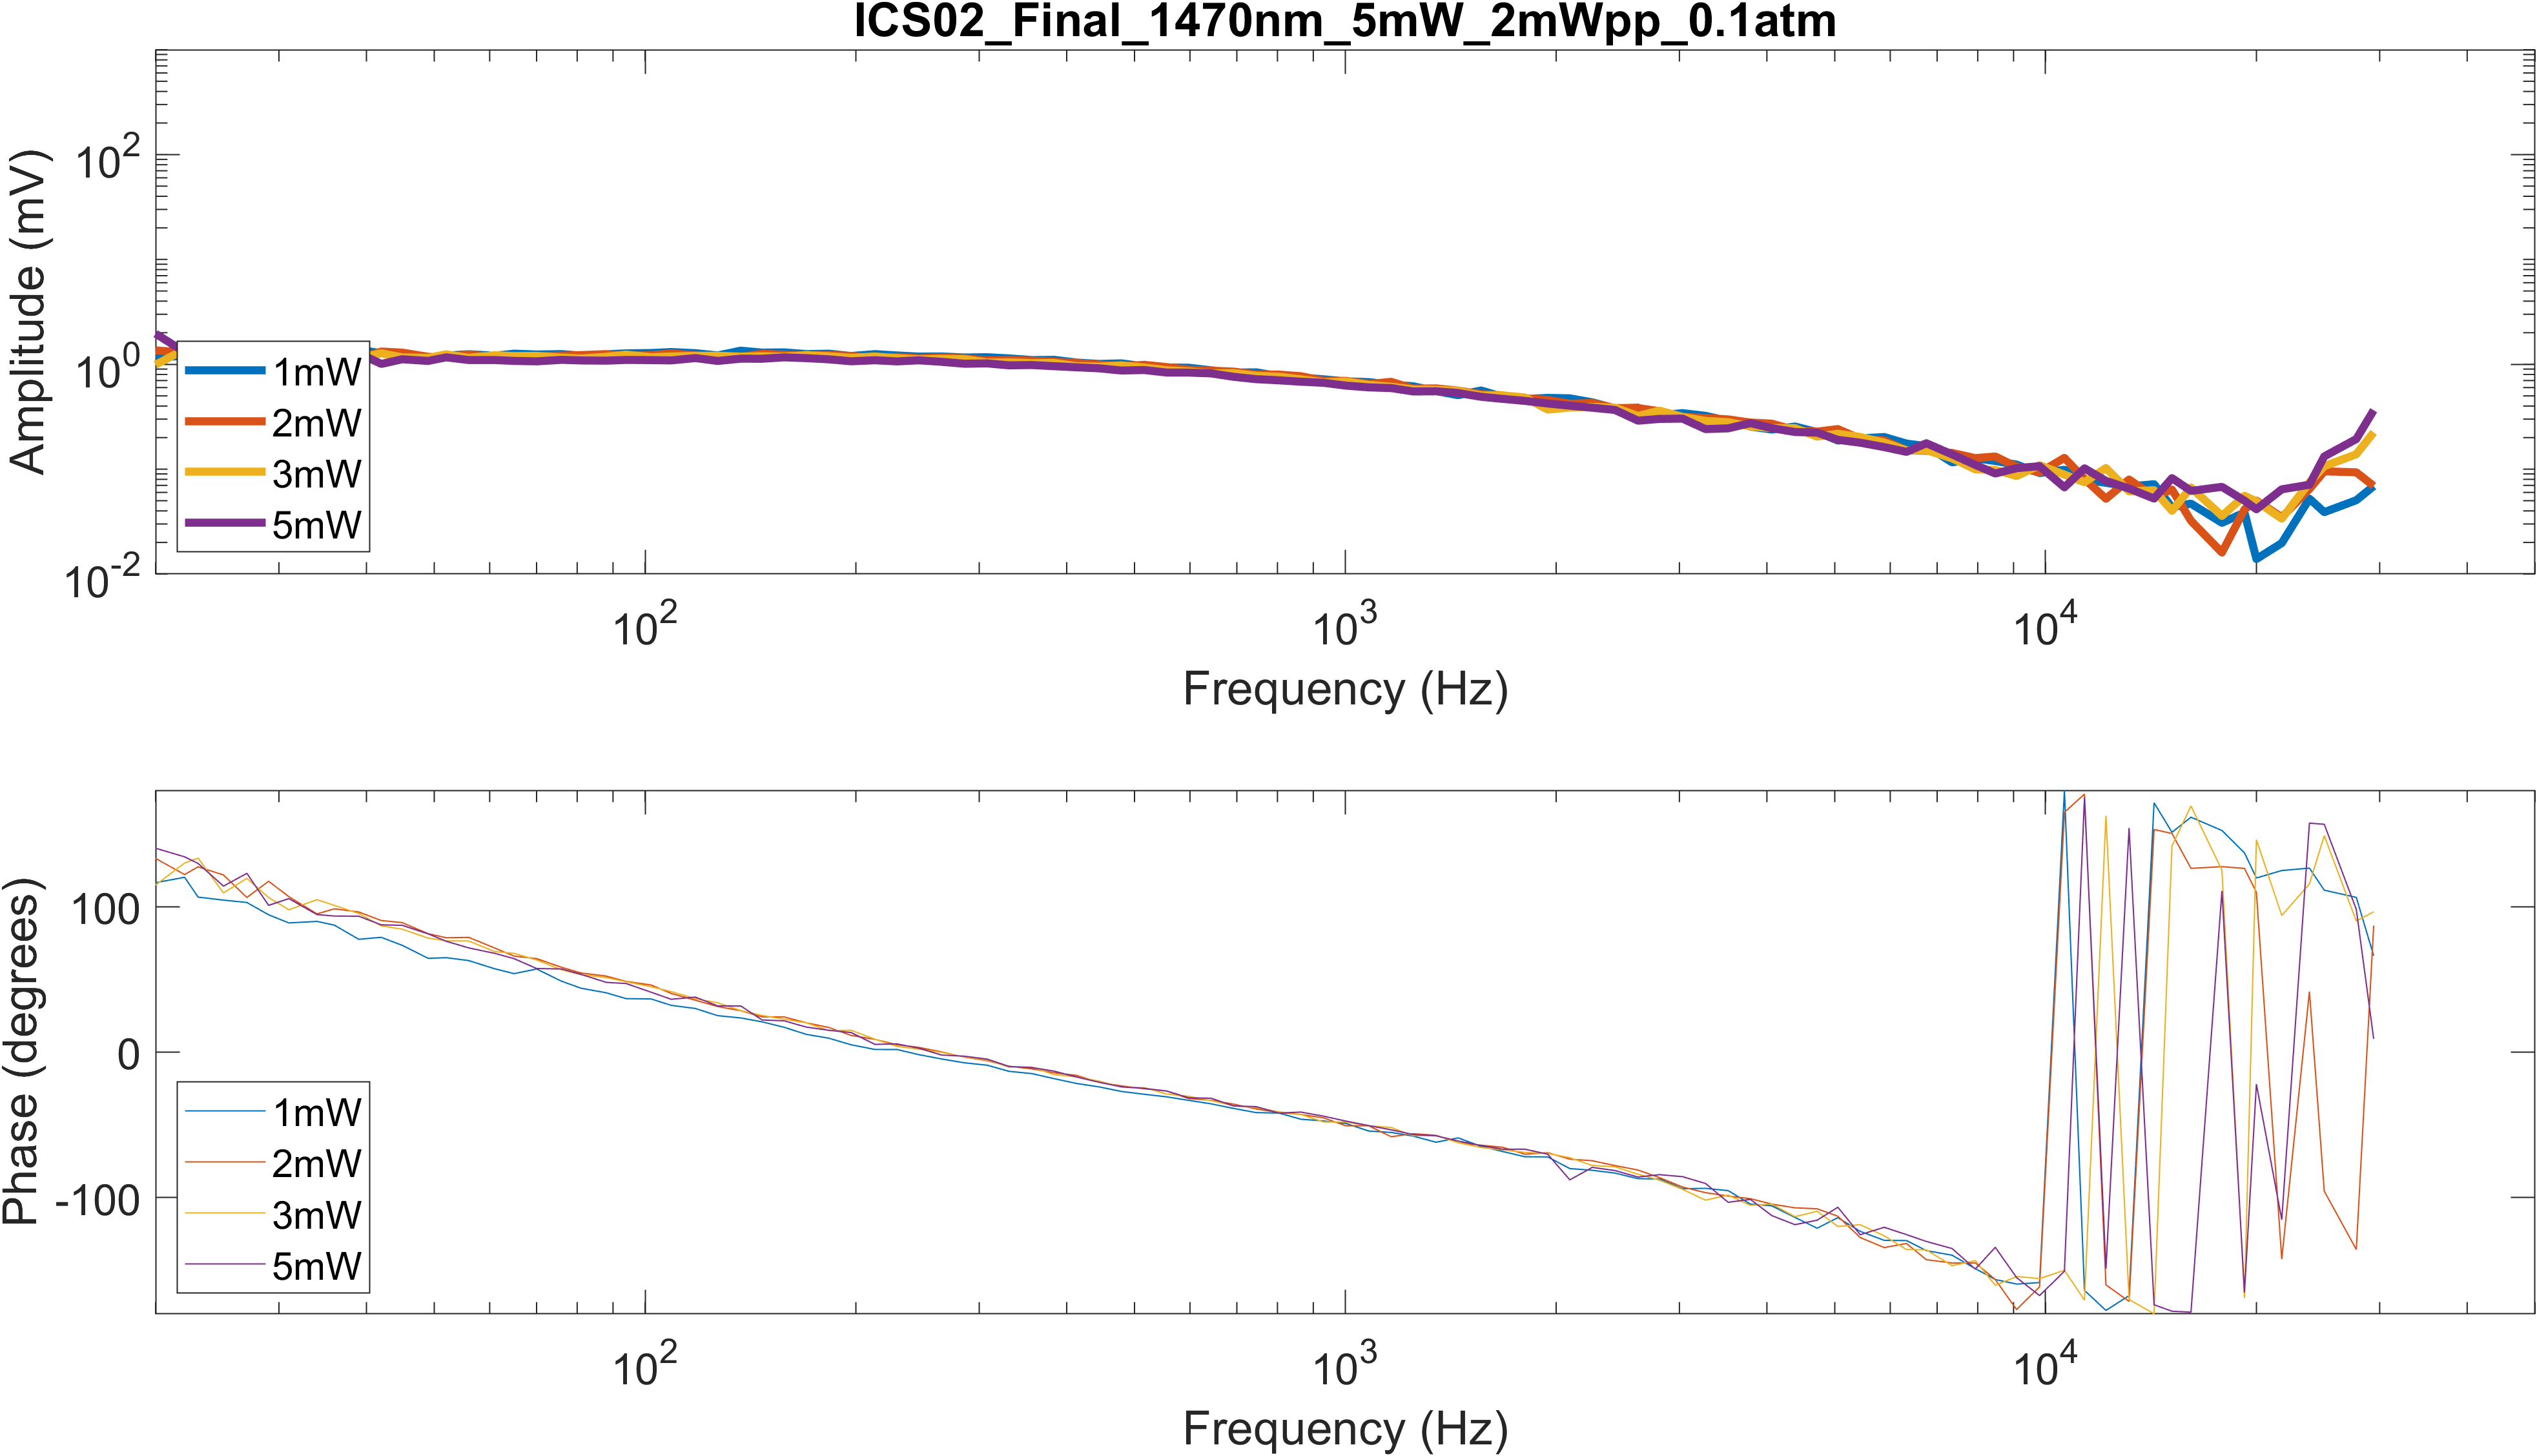 ICS02_Final_1470nm_5mW_2mWpp_0.1atm
Amplitude (mV)
10^2
10^0
10^-2
1mW
2mW
3mW
5mW
10^2
10^3
10^4
Frequency (Hz)
Phase (degrees)
100
0
-100
1mW
2mW
3mW
5mW
10^2
10^3
10^4
Frequency (Hz)